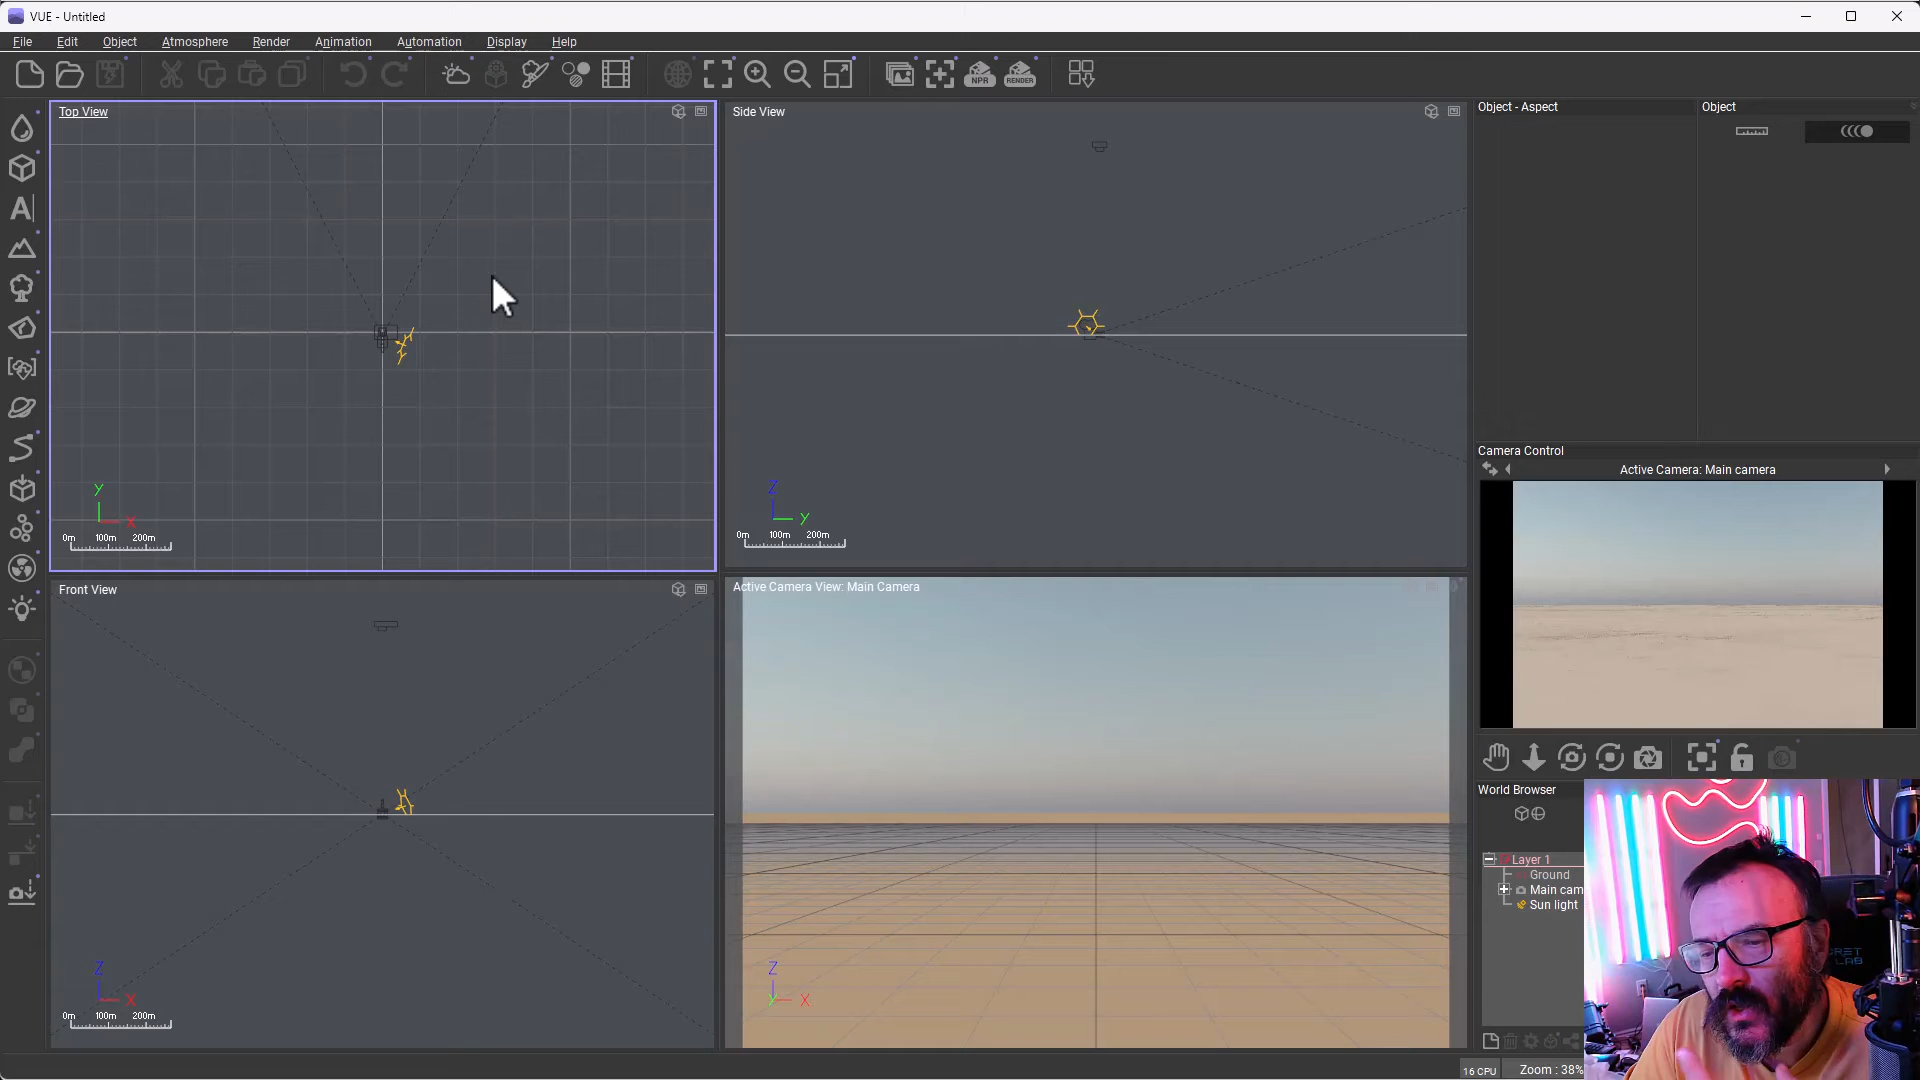 VUE - Untitled
File Edit Object Atmosphere Render Animation Automation Display Help
NPR RENDER
Top View
Side View
Object - Aspect
Object
Y
X
0m 100m 200m
Z
Y
0m 100m 200m
Camera Control
Active Camera: Main camera
Front View
Active Camera View: Main Camera
Z
X
0m 100m 200m
Z
Y X
World Browser
Layer 1
Ground
Main cam
Sun light
16 CPU
Zoom : 38%